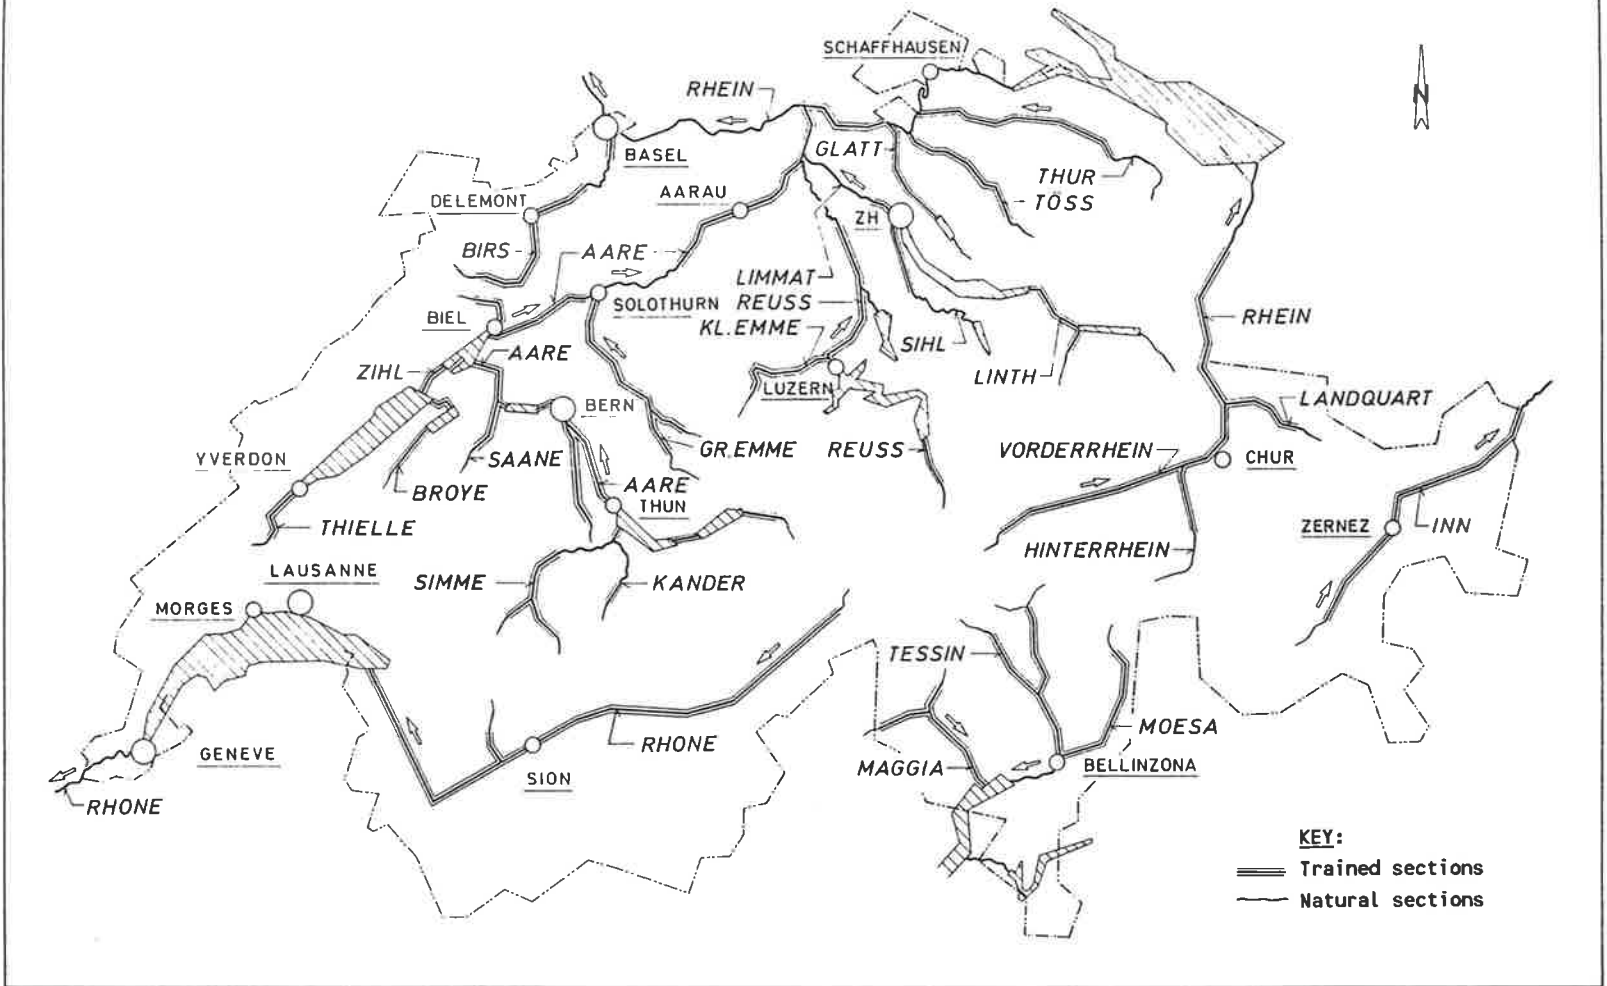 SCHAFFHAUSEN
N
RHEIN
BASEL
GLATT
THUR
TÖSS
DELEMONT
AARAU
ZH
BIRS
AARE
LIMMAT
REUSS
KL.EMME
SOLOTHURN
BIEL
SIHL
RHEIN
AARE
ZIHL
LINTH
LUZERN
LANDQUART
BERN
YVERDON
SAANE
GR.EMME
REUSS
VORDERRHEIN
CHUR
BROYE
AARE
THUN
THIELLE
ZERNEZ
INN
HINTERRHEIN
LAUSANNE
SIMME
KANDER
MORGES
TESSIN
MOESA
GENEVE
RHONE
SION
MAGGIA
BELLINZONA
RHONE
KEY:
Trained sections
Natural sections